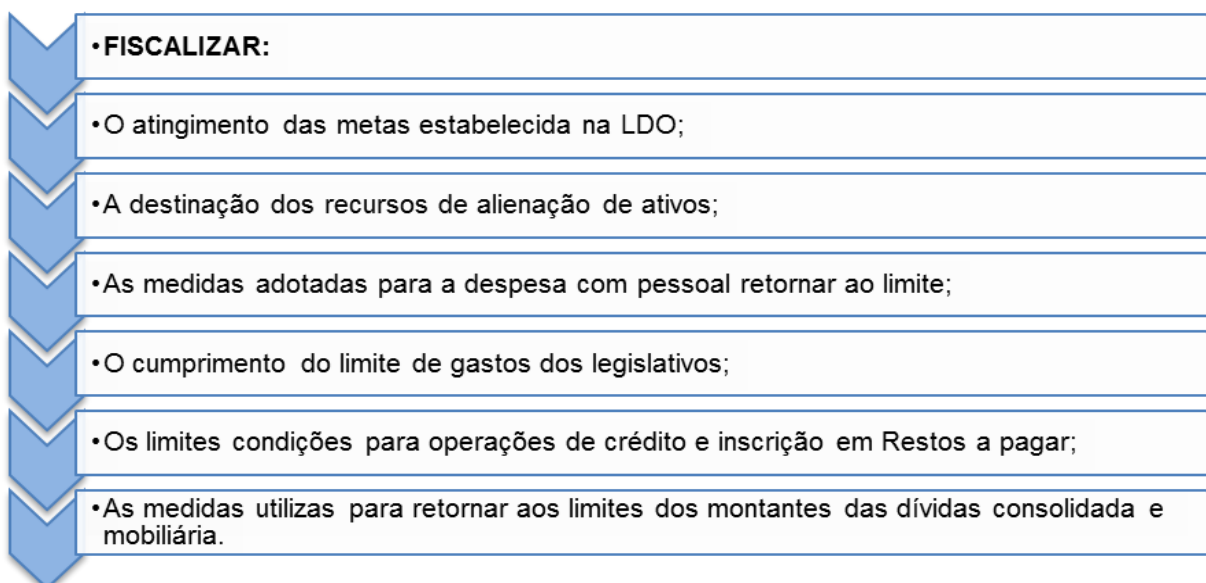 •FISCALIZAR:
•O atingimento das metas estabelecida na LDO;
•A destinação dos recursos de alienação de ativos;
•As medidas adotadas para a despesa com pessoal retornar ao limite;
•O cumprimento do limite de gastos dos legislativos;
•Os limites condições para operações de crédito e inscrição em Restos a pagar;
•As medidas utilizas para retornar aos limites dos montantes das dívidas consolidada e
mobiliária.